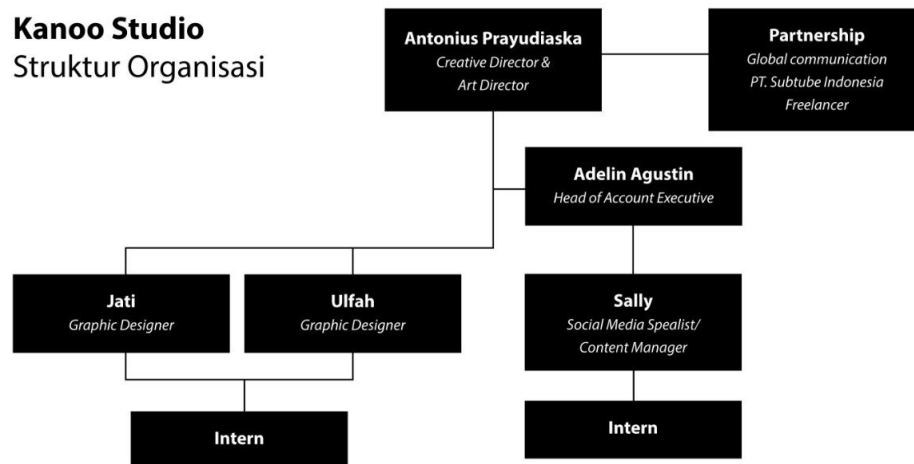 Kanoo Studio
Struktur Organisasi
Antonius Prayudiaska
Creative Director &
Art Director
Partnership
Global communication
PT. Subtube Indonesia
Freelancer
Adelin Agustin
Head of Account Executive
Jati
Graphic Designer
Ulfah
Graphic Designer
Sally
Social Media Spealist/
Content Manager
Intern
Intern